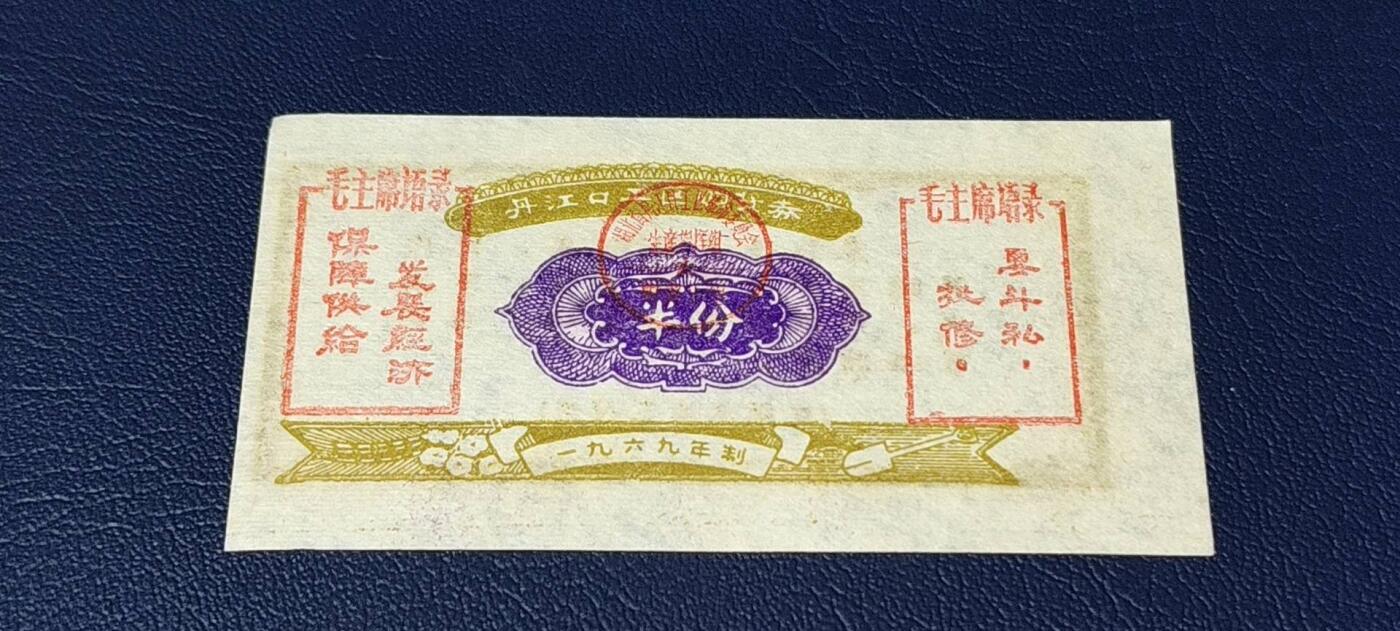 丹江口
券
毛主席语录
发展经济
保障供给
半份
毛主席语录
要斗私，
批修。
一九六九年制